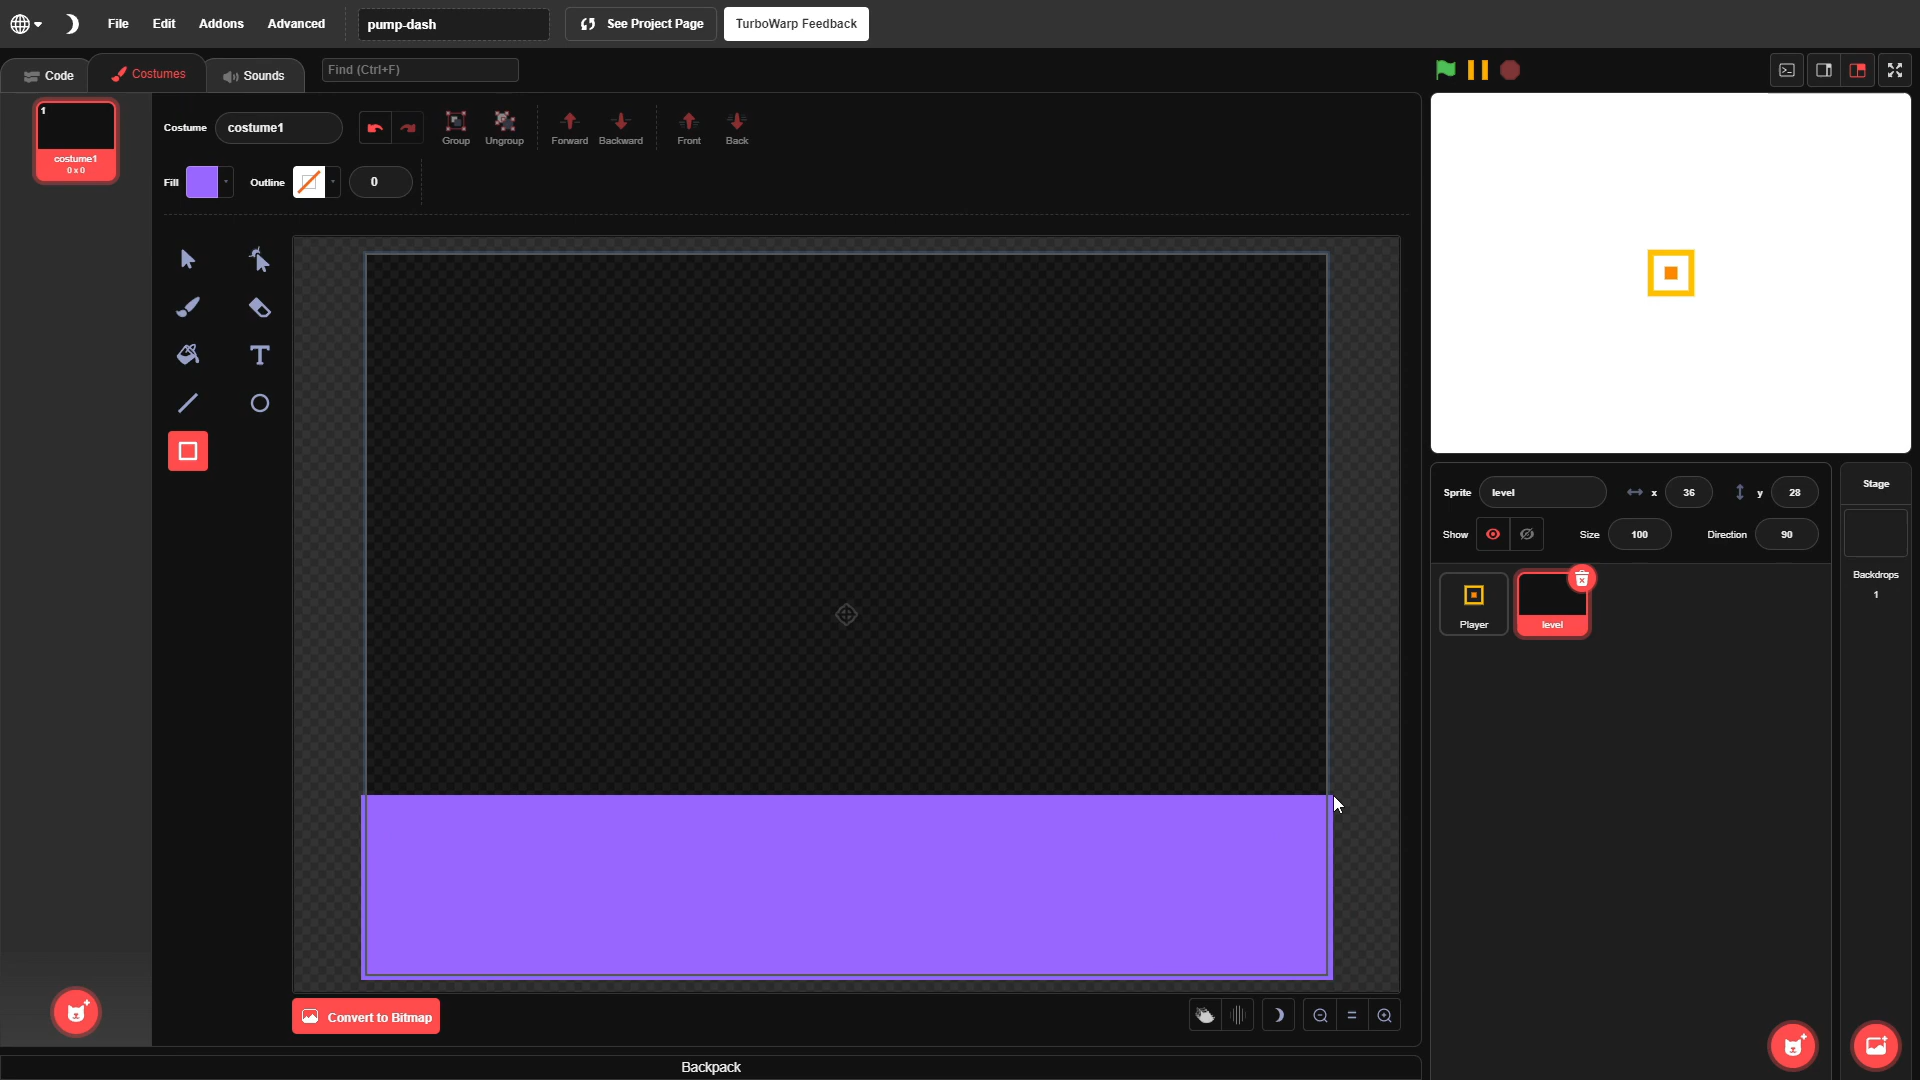 File Edit Addons Advanced pump-dash See Project Page TurboWarp Feedback
Code Costumes Sounds Find (Ctrl+F)
1
costume1
0 x 0
Costume costume1 Group Ungroup Forward Backward Front Back
Fill Outline 0
Convert to Bitmap
Backpack
Sprite level x 36 y 28
Show Size 100 Direction 90
Player level
Stage
Backdrops
1